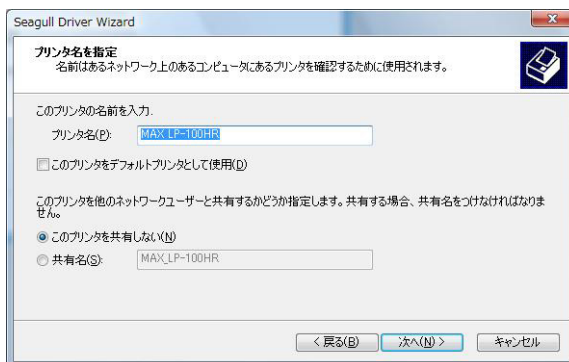 Seagull Driver Wizard
プリンタ名を指定
名前はあるネットワーク上のあるコンピュータにあるプリンタを確認するために使用されます。
このプリンタの名前を入力.
プリンタ名(P): MAX LP-100HR
このプリンタをデフォルトプリンタとして使用(D)
このプリンタを他のネットワークユーザーと共有するかどうか指定します。共有する場合、共有名をつけなければなりま
せん。
このプリンタを共有しない(N)
共有名(S): MAX_LP-100HR
< 戻る(B) 次へ(N) > キャンセル